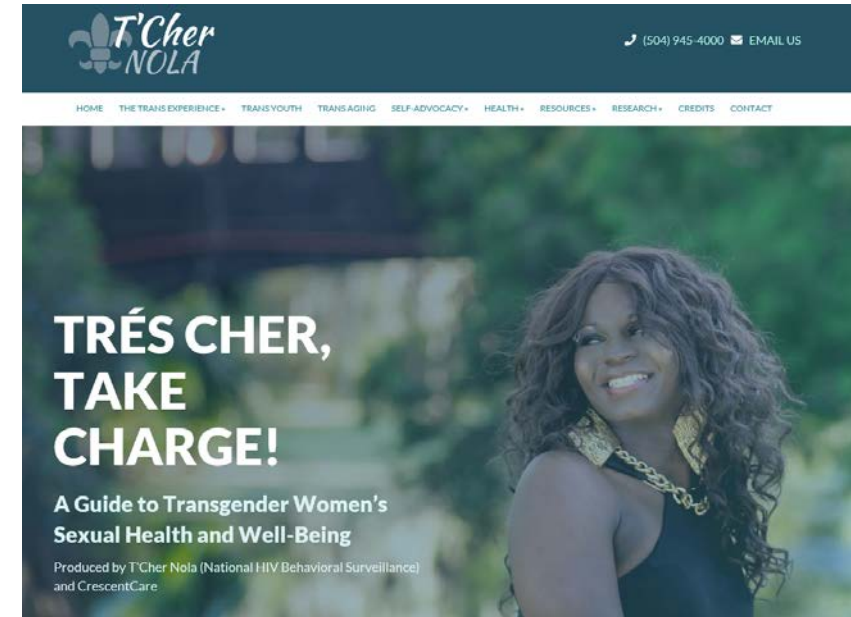 T'Cher
NOLA
(504) 945-4000 EMAIL US
HOME THE TRANS EXPERIENCE TRANS YOUTH TRANS AGING SELF-ADVOCACY HEALTH RESOURCES RESEARCH CREDITS CONTACT
TRÉS CHER,
TAKE
CHARGE!
A Guide to Transgender Women's
Sexual Health and Well-Being
Produced by T'Cher Nola (National HIV Behavioral Surveillance)
and CrescentCare